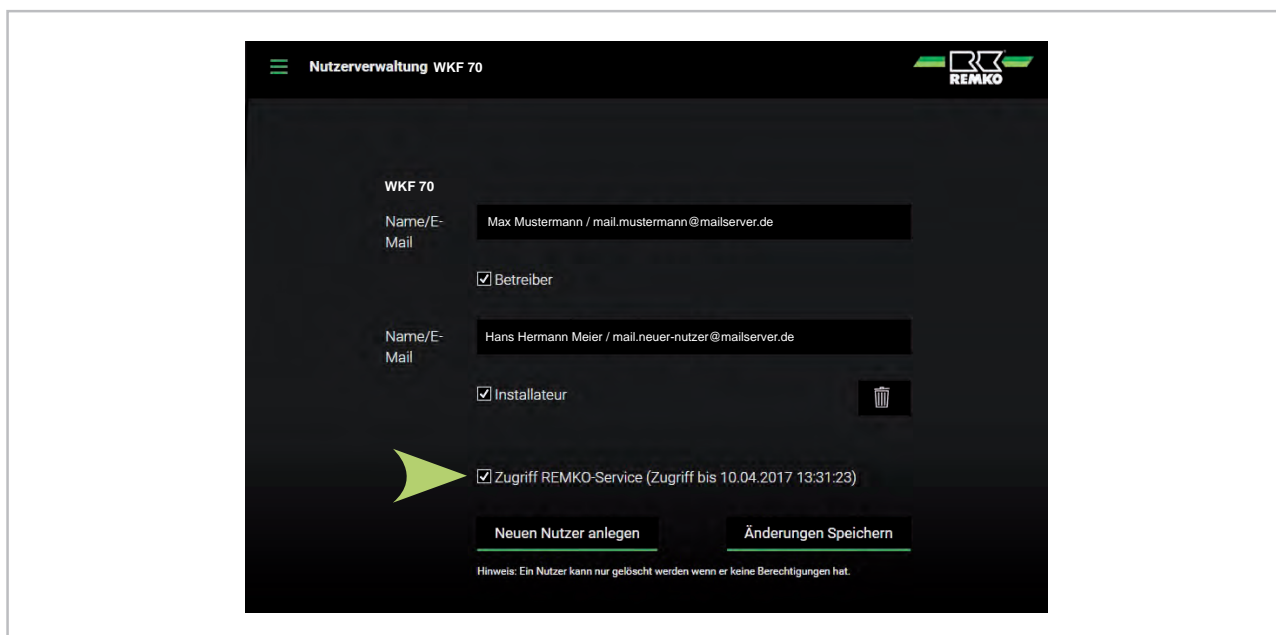 Nutzerverwaltung WKF 70
REMKO
WKF 70
Name/E-
Mail
Max Mustermann / mail.mustermann@mailserver.de
Betreiber
Name/E-
Mail
Hans Hermann Meier / mail.neuer-nutzer@mailserver.de
Installateur
Zugriff REMKO-Service (Zugriff bis 10.04.2017 13:31:23)
Neuen Nutzer anlegen
Änderungen Speichern
Hinweis: Ein Nutzer kann nur gelöscht werden wenn er keine Berechtigungen hat.